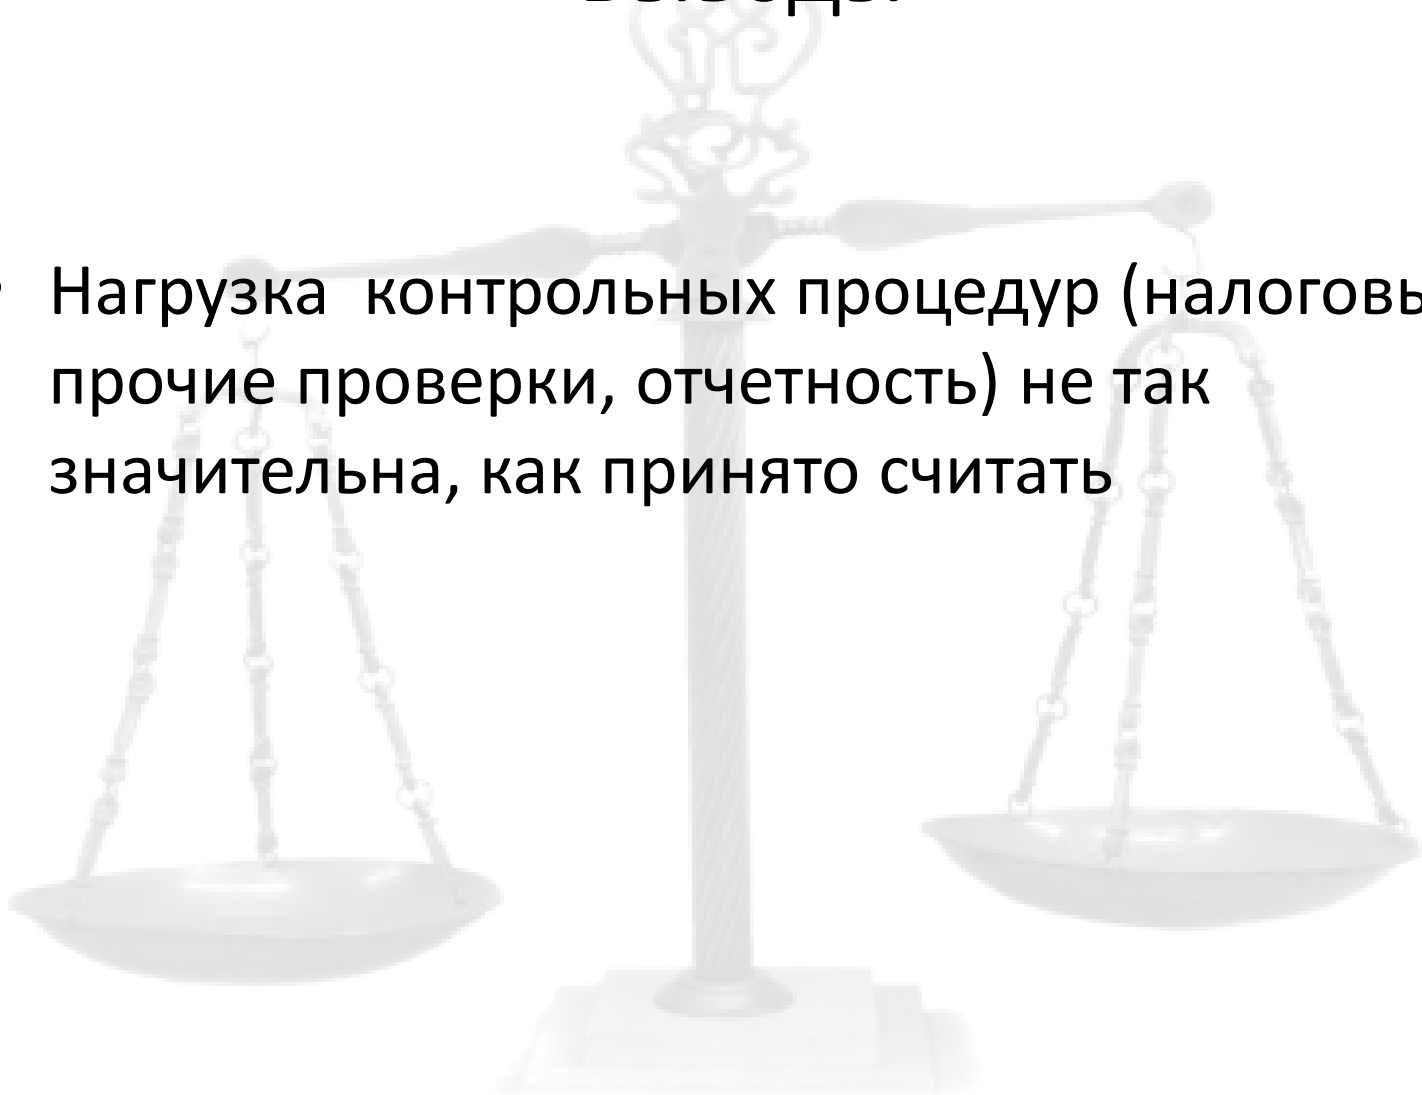 • Нагрузка  контрольных процедур (налоговы
прочие проверки, отчетность) не так
значительна, как принято считать